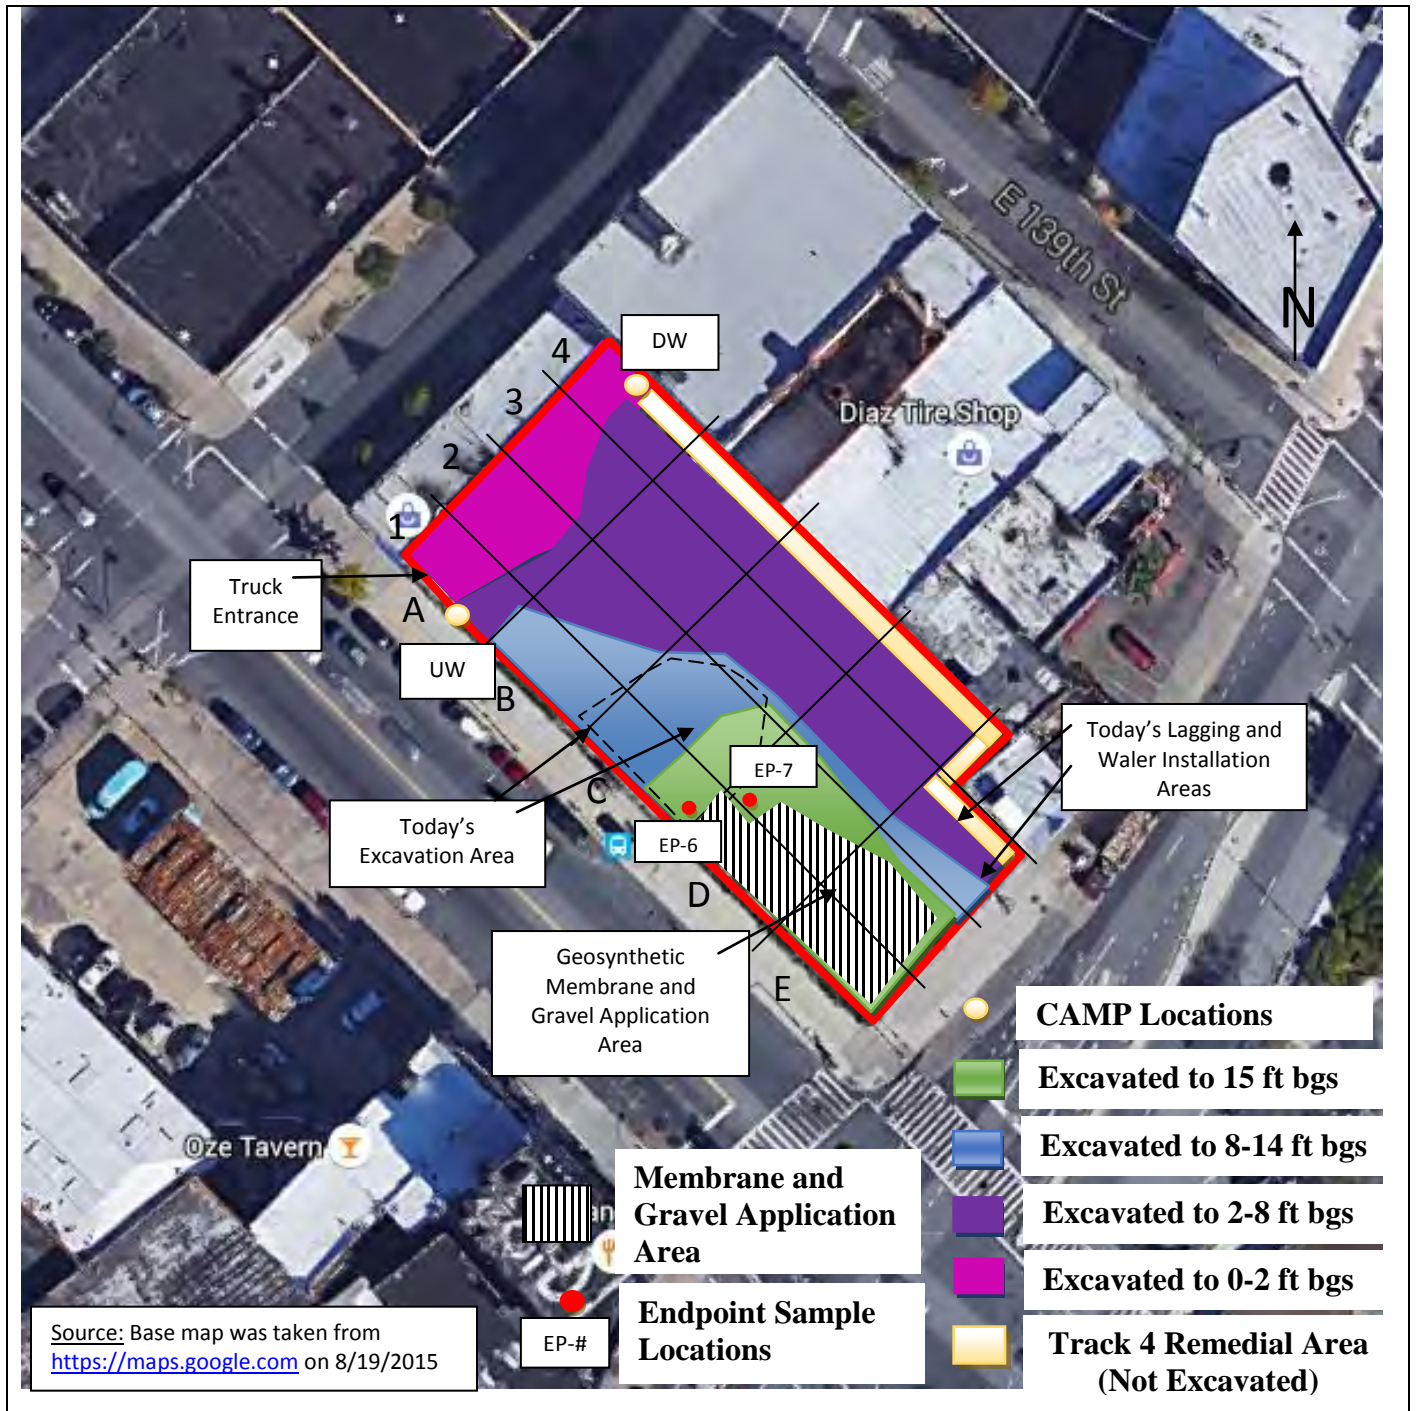 E 139th St
N
DW
4
3
Diaz Tire Shop
2
1
Truck
Entrance
A
UW
B
Today's Lagging and
Waler Installation
Areas
EP-7
C
Today's
Excavation Area
EP-6
D
Geosynthetic
Membrane and
Gravel Application
Area
E
CAMP Locations
Excavated to 15 ft bgs
Excavated to 8-14 ft bgs
Oze Tavern
Membrane and
Gravel Application
Area
Excavated to 2-8 ft bgs
Excavated to 0-2 ft bgs
Endpoint Sample
Locations
EP-#
Track 4 Remedial Area
(Not Excavated)
Source: Base map was taken from
https://maps.google.com on 8/19/2015